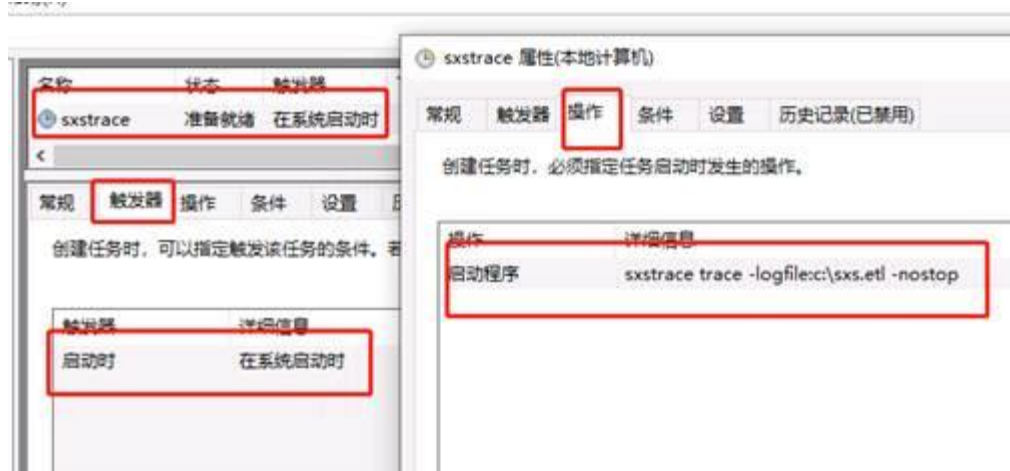 sxstrace 属性(本地计算机)
名称 状态 触发器
sxstrace 准备就绪 在系统启动时
<
常规 触发器 操作 条件 设置
创建任务时，可以指定触发该任务的条件。若
触发器 详细信息
启动时 在系统启动时
常规 触发器 操作 条件 设置 历史记录(已禁用)
创建任务时，必须指定任务启动时发生的操作。
操作 详细信息
启动程序 sxstrace trace -logfile:c:\sxs.etl -nostop